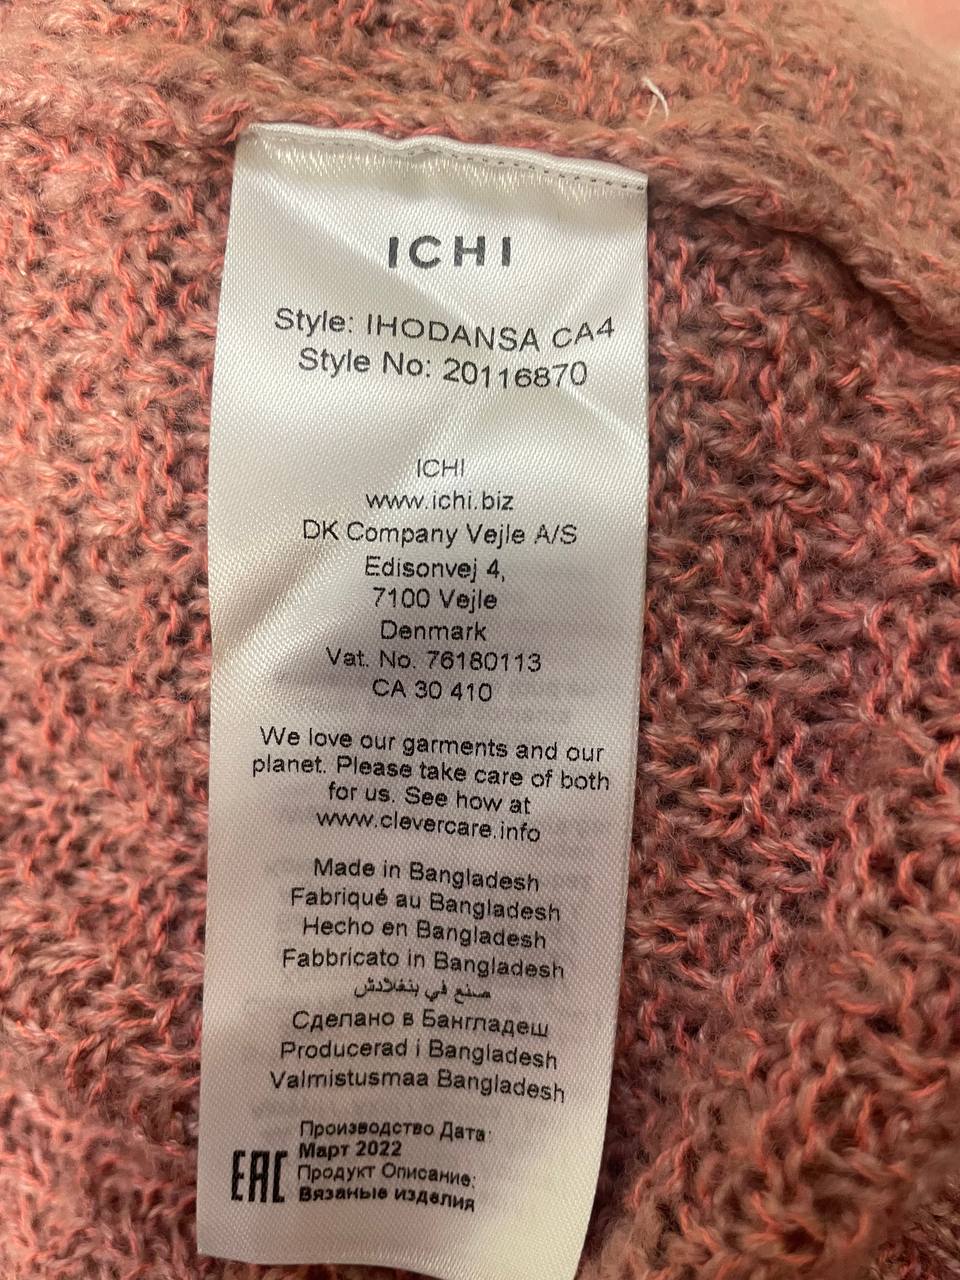 ICHI
Style: IHODANSA CA4
Style No: 20116870
ICHI
www.ichi.biz
DK Company Vejle A/S
Edisonvej 4,
7100 Vejle
Denmark
Vat. No. 76180113
CA 30 410
We love our garments and our
planet. Please take care of both
for us. See how at
www.clevercare.info
Made in Bangladesh
Fabriqué au Bangladesh
Hecho en Bangladesh
Fabbricato in Bangladesh
صنع في بنغلادش
Сделано в Бангладеш
Producerad i Bangladesh
Valmistusmaa Bangladesh
Производство Дата:
Март 2022
EAC Продукт Описание:
Вязаные изделия